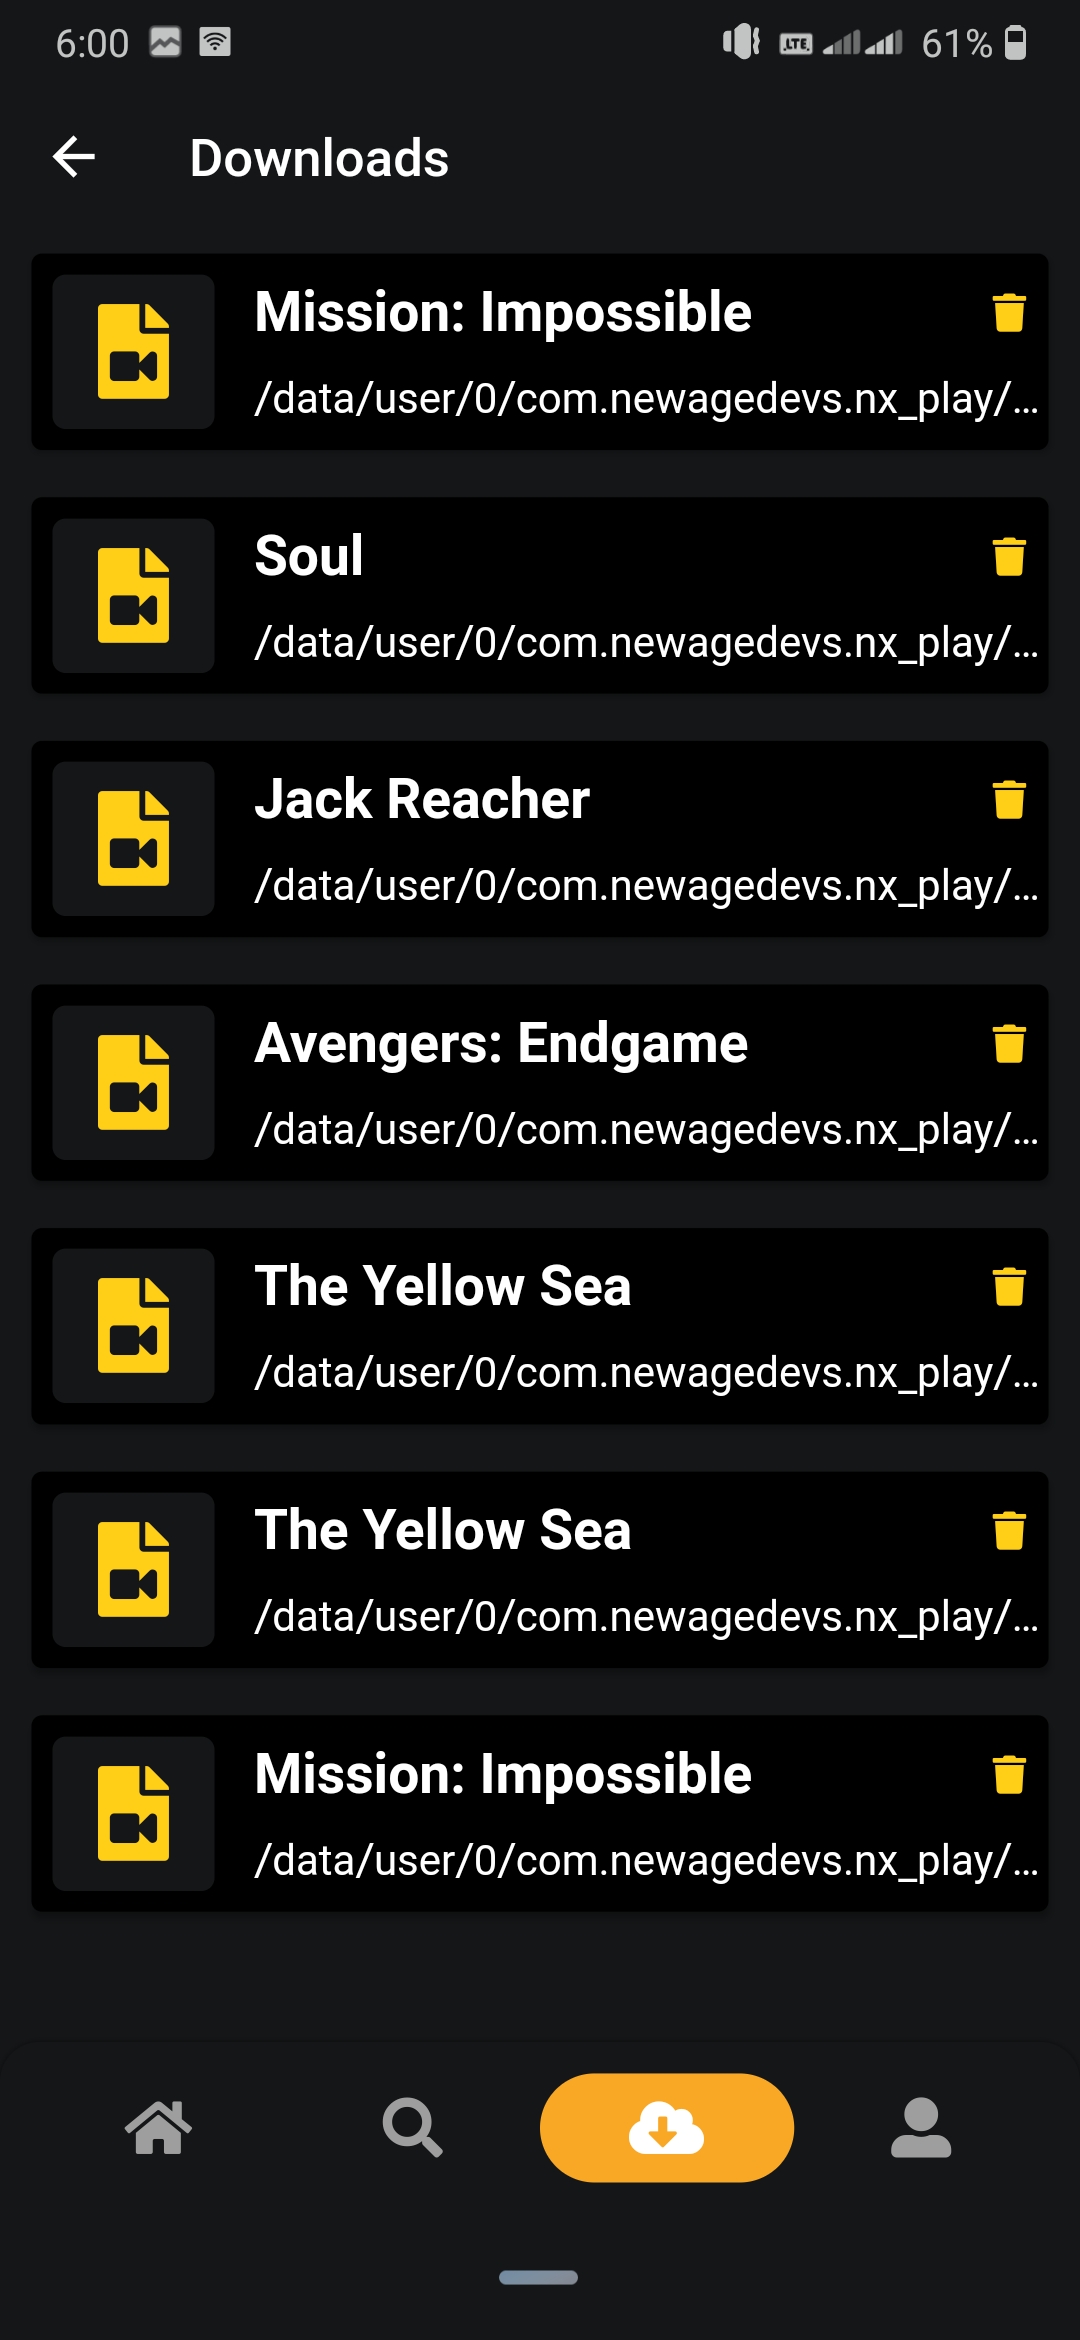 6:00
LTE 61%
Downloads
Mission: Impossible
/data/user/0/com.newagedevs.nx_play/...
Soul
/data/user/0/com.newagedevs.nx_play/...
Jack Reacher
/data/user/0/com.newagedevs.nx_play/...
Avengers: Endgame
/data/user/0/com.newagedevs.nx_play/...
The Yellow Sea
/data/user/0/com.newagedevs.nx_play/...
The Yellow Sea
/data/user/0/com.newagedevs.nx_play/...
Mission: Impossible
/data/user/0/com.newagedevs.nx_play/...